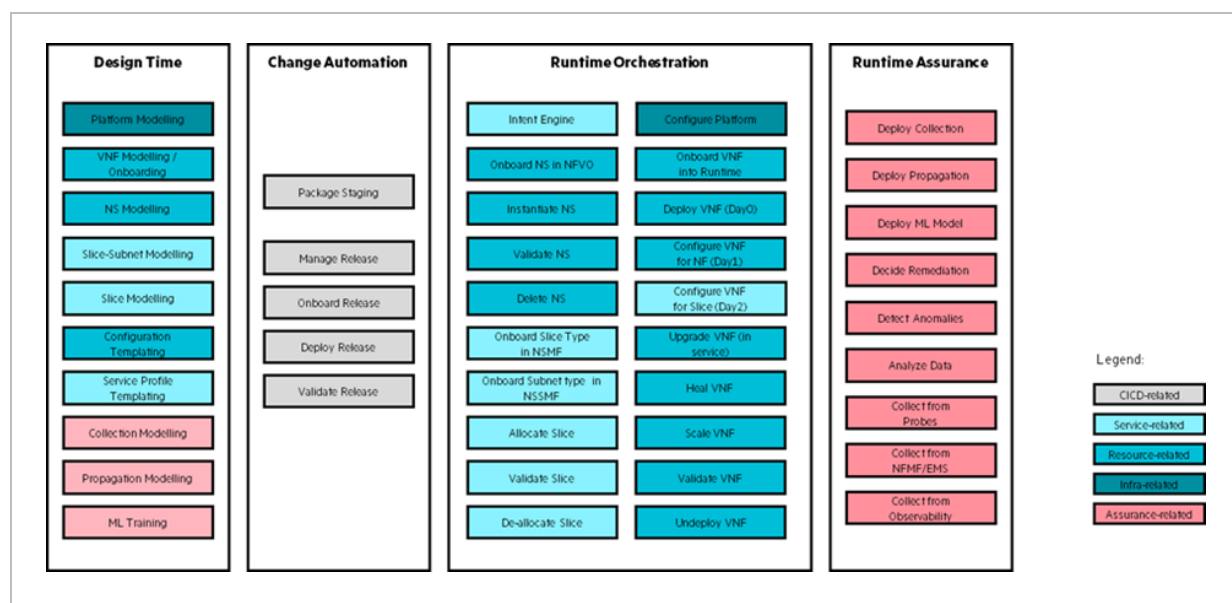 Design Time
Platform Modelling
VNF Modelling /
Onboarding
NS Modelling
Slice-Subnet Modelling
Slice Modelling
Configuration
Templating
Service Profile
Templating
Collection Modelling
Propagation Modelling
ML Training
Change Automation
Package Staging
Manage Release
Onboard Release
Deploy Release
Validate Release
Runtime Orchestration
Intent Engine
Onboard NS in NFVO
Instantiate NS
Validate NS
Delete NS
Onboard Slice Type
in NSMF
Onboard Subnet type in
NSSMF
Allocate Slice
Validate Slice
De-allocate Slice
Configure Platform
Onboard VNF
into Runtime
Deploy VNF (Day0)
Configure VNF
for NF (Day1)
Configure VNF
for Slice (Day2)
Upgrade VNF (in
service)
Heal VNF
Scale VNF
Validate VNF
Undeploy VNF
Runtime Assurance
Deploy Collection
Deploy Propagation
Deploy ML Model
Decide Remediation
Detect Anomalies
Analyze Data
Collect from
Probes
Collect from
NFMF/EMS
Collect from
Observability
Legend:
CICD-related
Service-related
Resource-related
Infra-related
Assurance-related